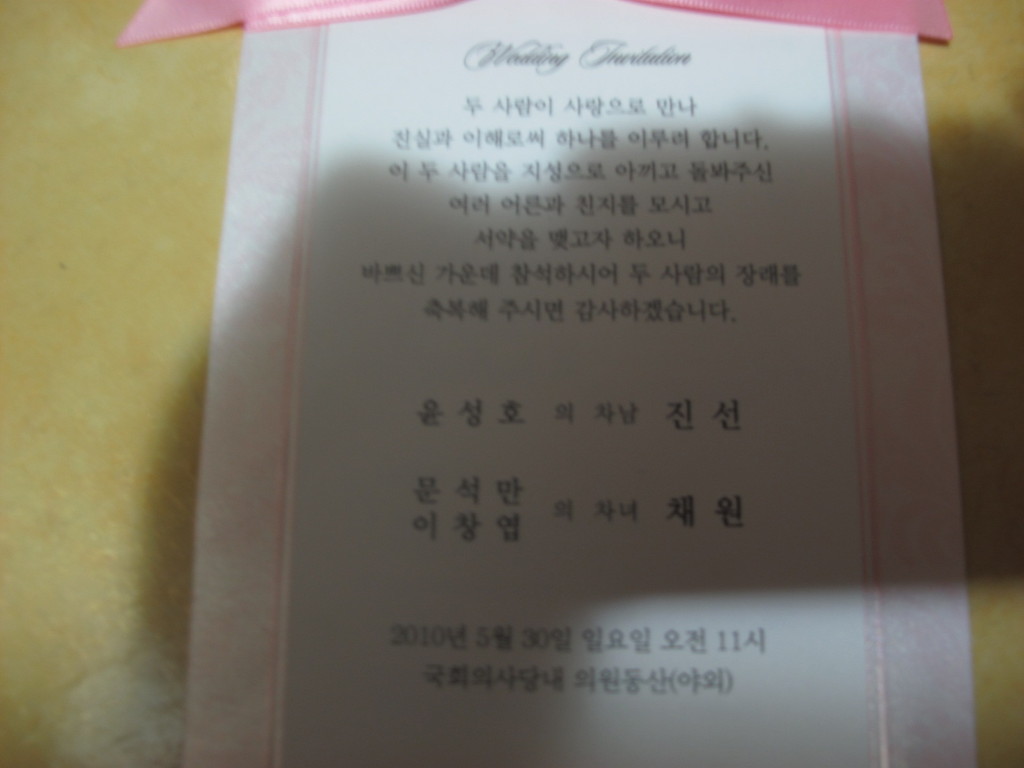 Wedding Invitation
두 사람이 사랑으로 만나
진실과 이해로써 하나를 이루려 합니다.
이 두 사람을 지성으로 아끼고 돌봐주신
여러 어른과 친지를 모시고
서약을 맺고자 하오니
바쁘신 가운데 참석하시어 두 사람의 장래를
축복해 주시면 감사하겠습니다.
윤성호 의 차남 진선
문석만
이창엽 의 차녀 채원
2010년 5월 30일 일요일 오전 11시
국회의사당내 의원동산(야외)